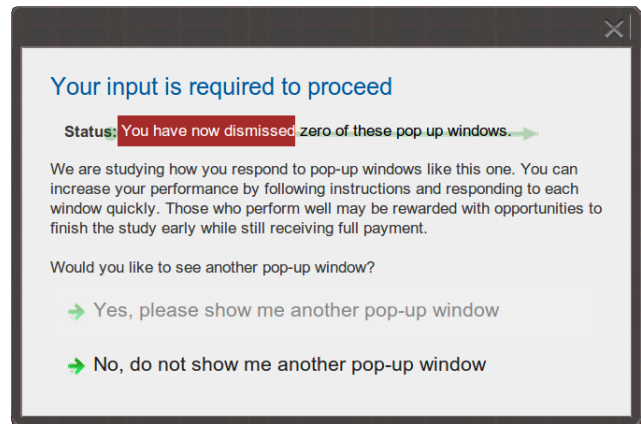 Your input is required to proceed
Status: You have now dismissed zero of these pop up windows.
We are studying how you respond to pop-up windows like this one. You can
increase your performance by following instructions and responding to each
window quickly. Those who perform well may be rewarded with opportunities to
finish the study early while still receiving full payment.
Would you like to see another pop-up window?
Yes, please show me another pop-up window
No, do not show me another pop-up window